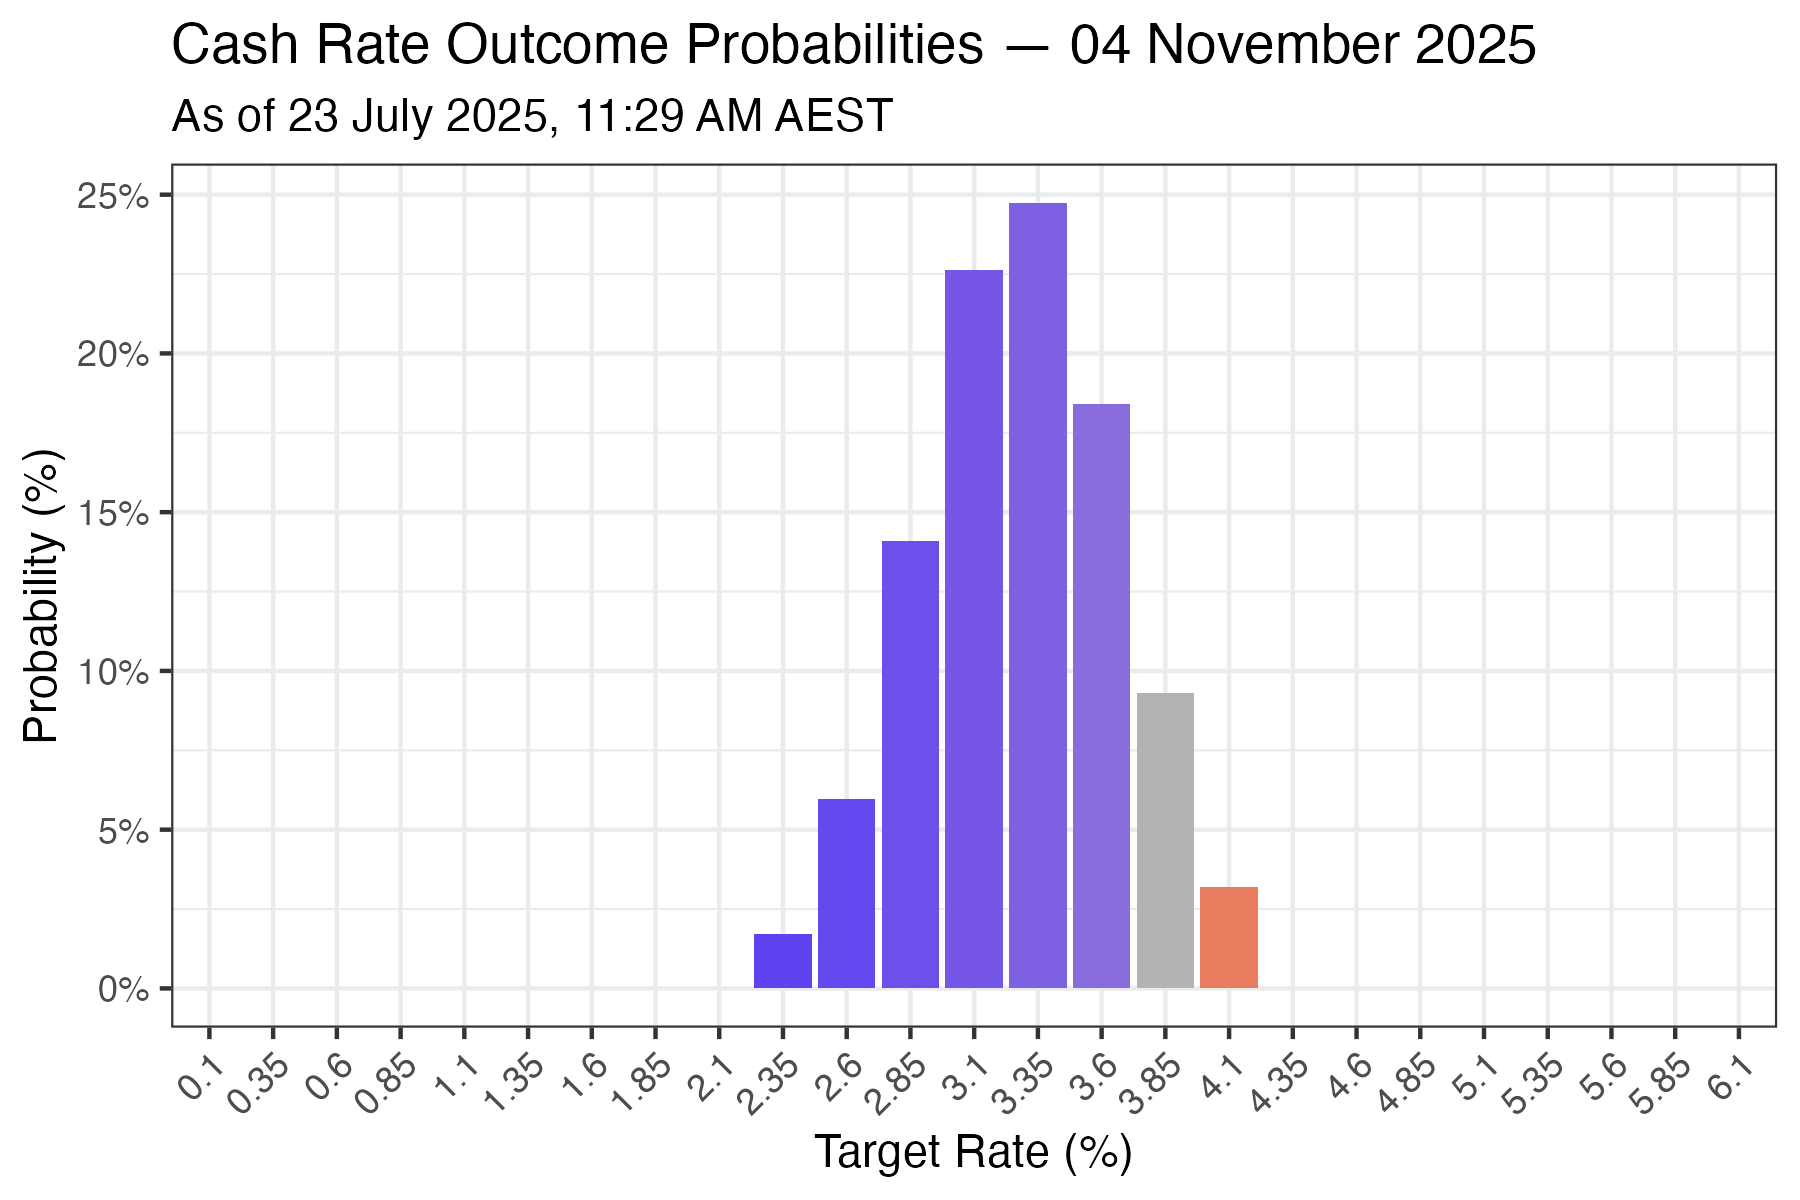 Cash Rate Outcome Probabilities — 04 November 2025
As of 23 July 2025, 11:29 AM AEST
Probability (%)
25%
20%
15%
10%
5%
0%
0.1 0.35 0.6 0.85 1.1 1.35 1.6 1.85 2.1 2.35 2.6 2.85 3.1 3.35 3.6 3.85 4.1 4.35 4.6 4.85 5.1 5.35 5.6 5.85 6.1
Target Rate (%)